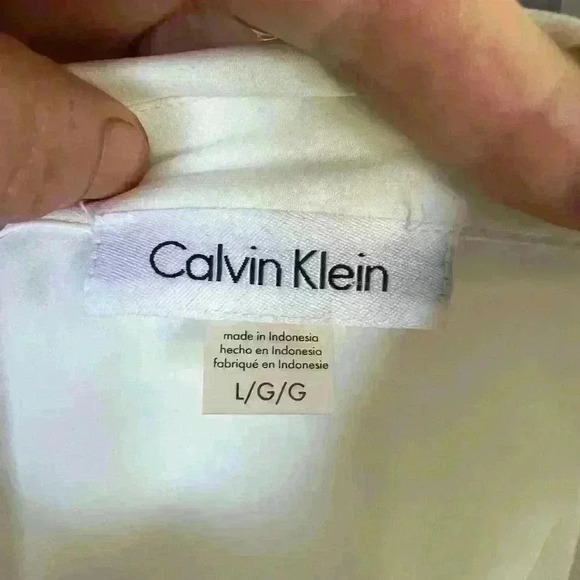 Calvin Klein
made in Indonesia
hecho en Indonesia
fabriqué en Indonesie
L/G/G